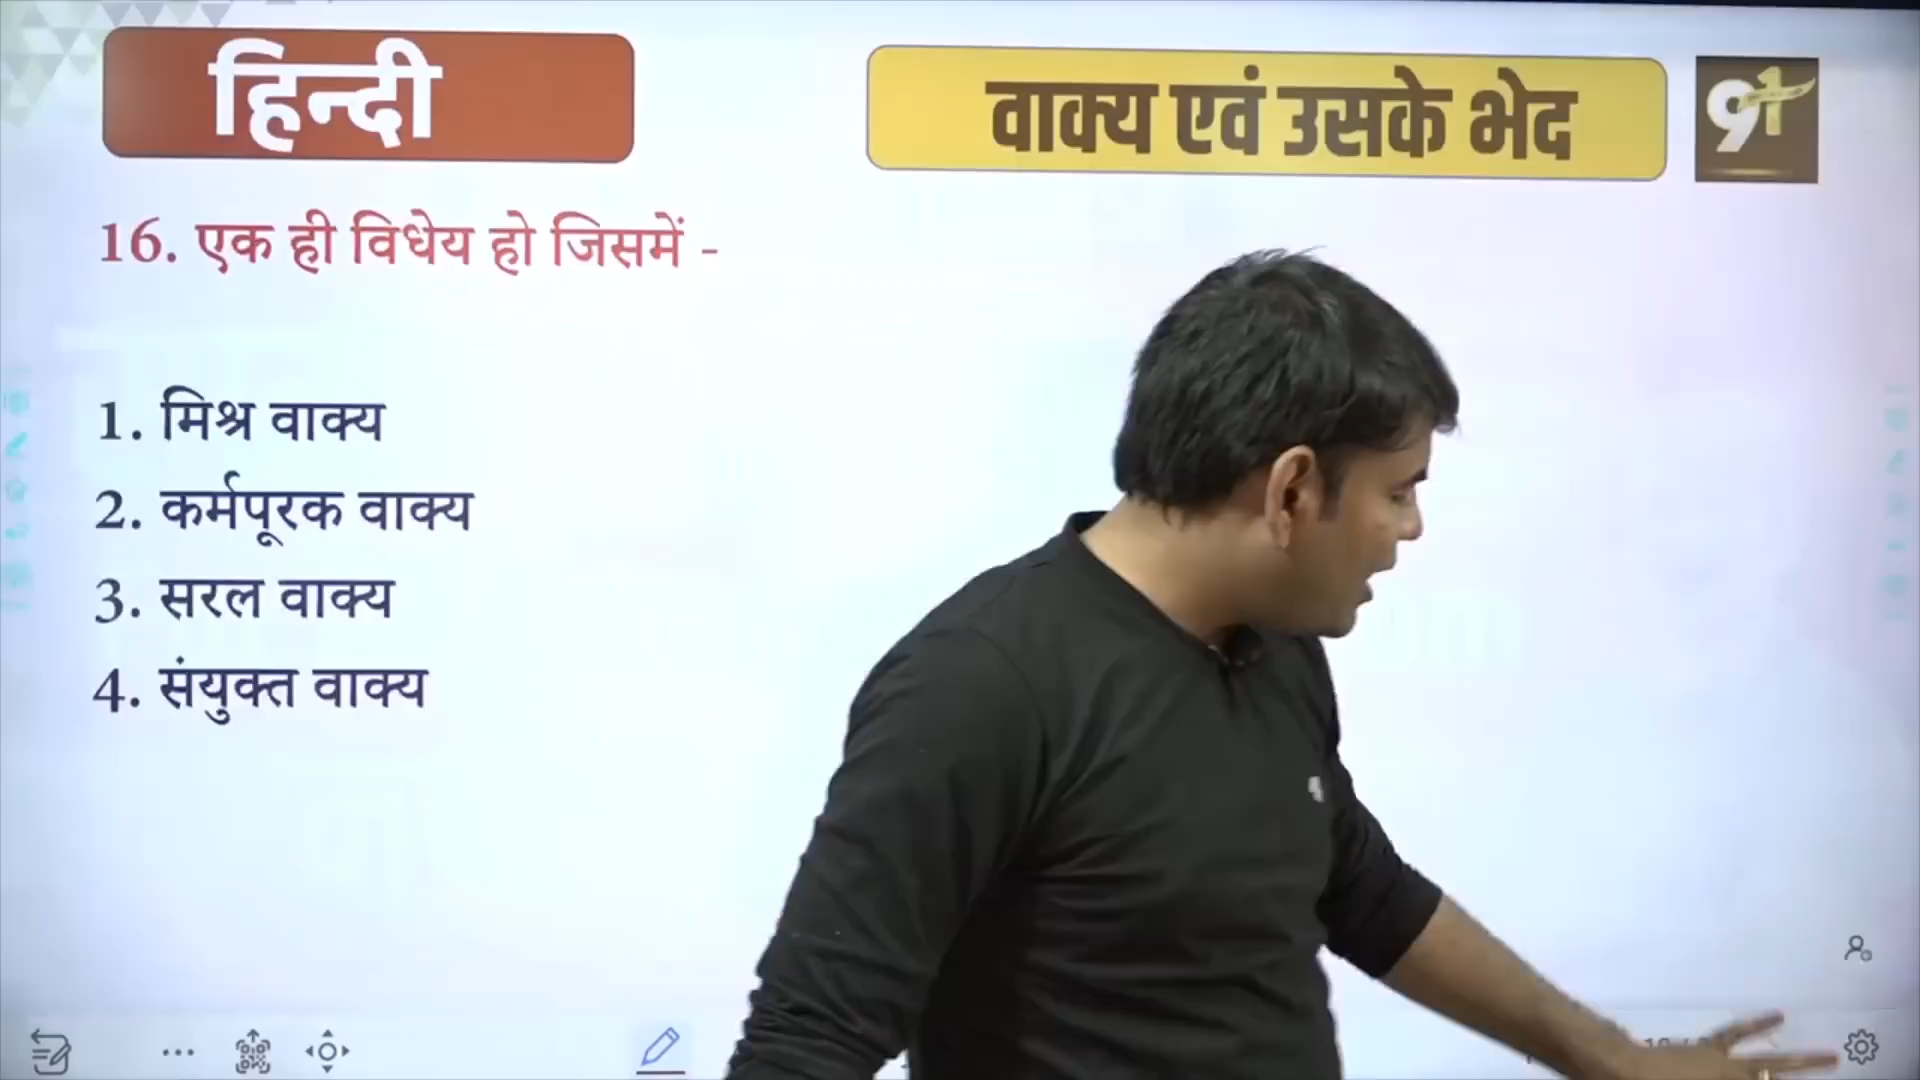 हिन्दी
वाक्य एवं उसके भेद
16. एक ही विधेय हो जिसमें -
1. मिश्र वाक्य
2. कर्मपूरक वाक्य
3. सरल वाक्य
4. संयुक्त वाक्य